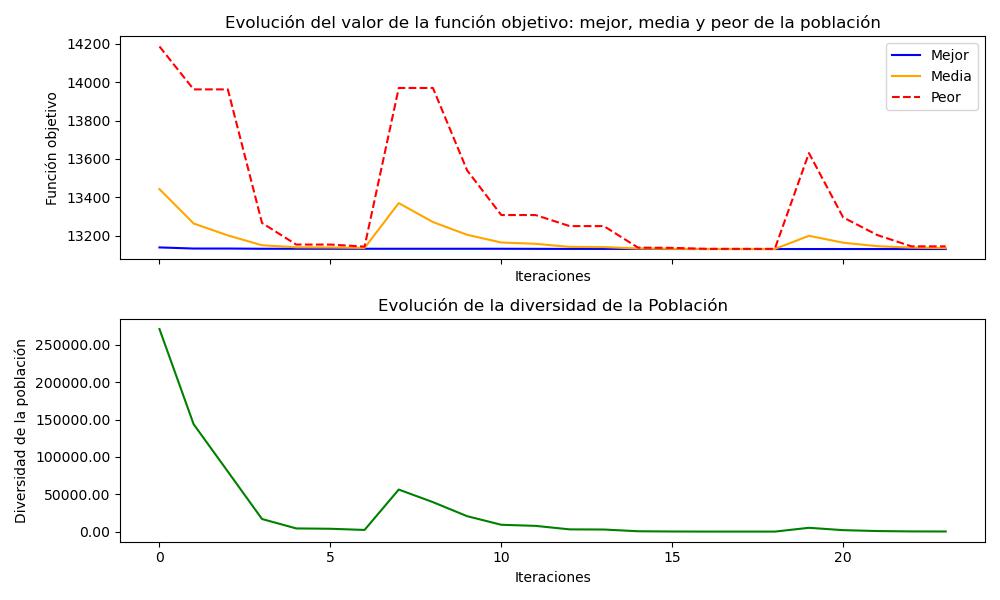 Evolución del valor de la función objetivo: mejor, media y peor de la población
14200
14000
13800
13600
13400
13200
Función objetivo
Mejor
Media
Peor
Iteraciones
Evolución de la diversidad de la Población
250000.00
200000.00
150000.00
100000.00
50000.00
0.00
Diversidad de la población
0 5 10 15 20
Iteraciones